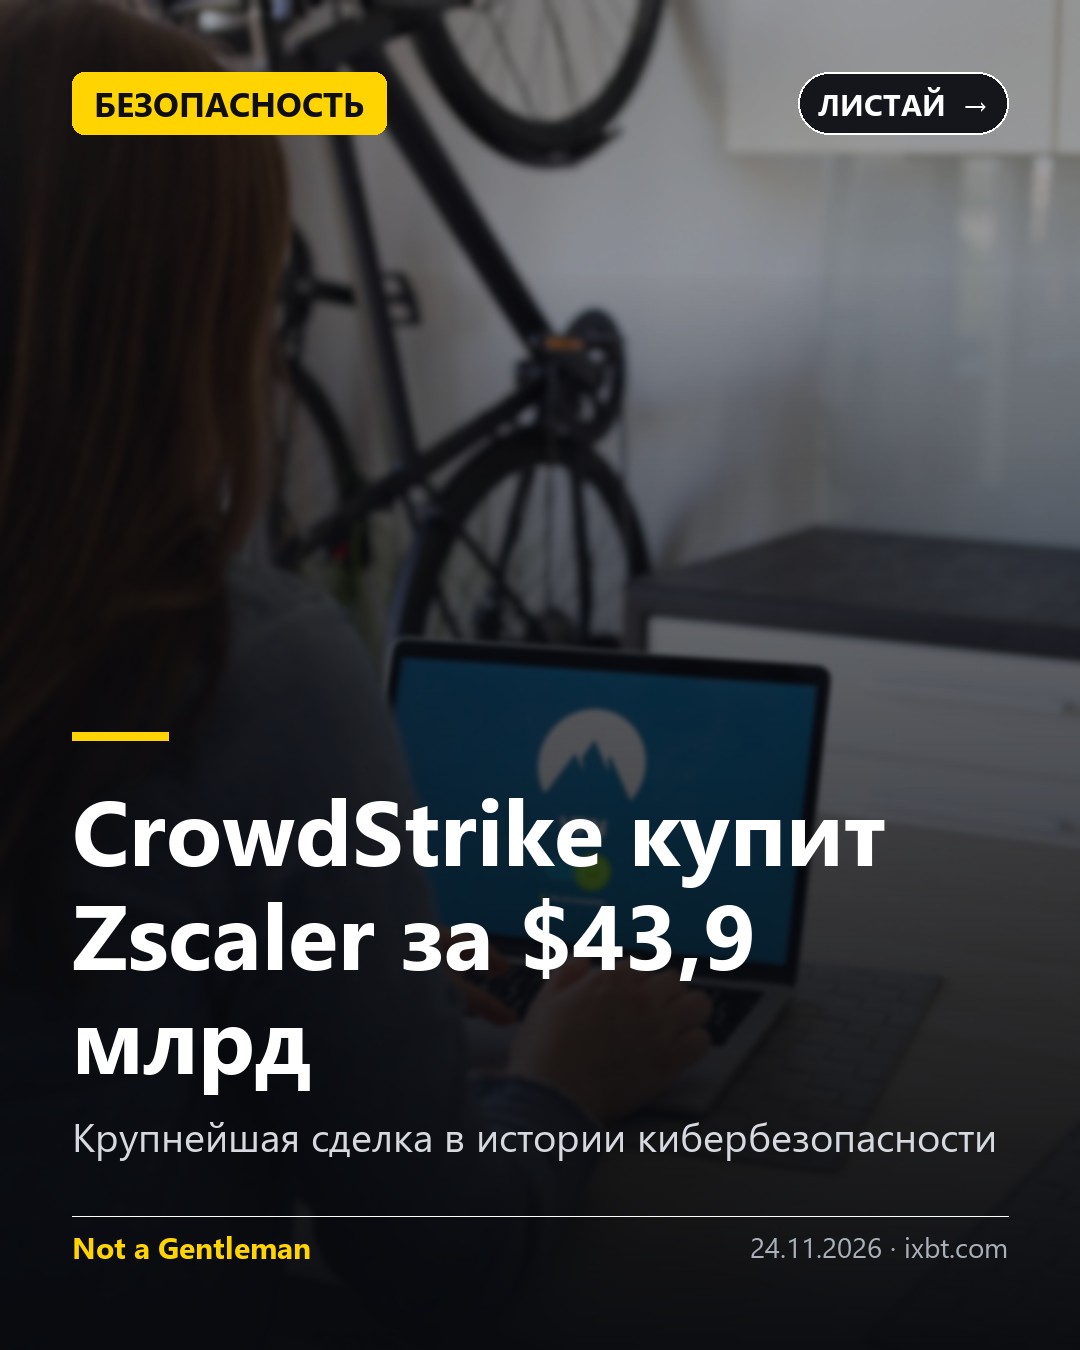 БЕЗОПАСНОСТЬ
ЛИСТАЙ →
CrowdStrike купит
Zscaler за $43,9
млрд
Крупнейшая сделка в истории кибербезопасности
Not a Gentleman
24.11.2026 · ixbt.com